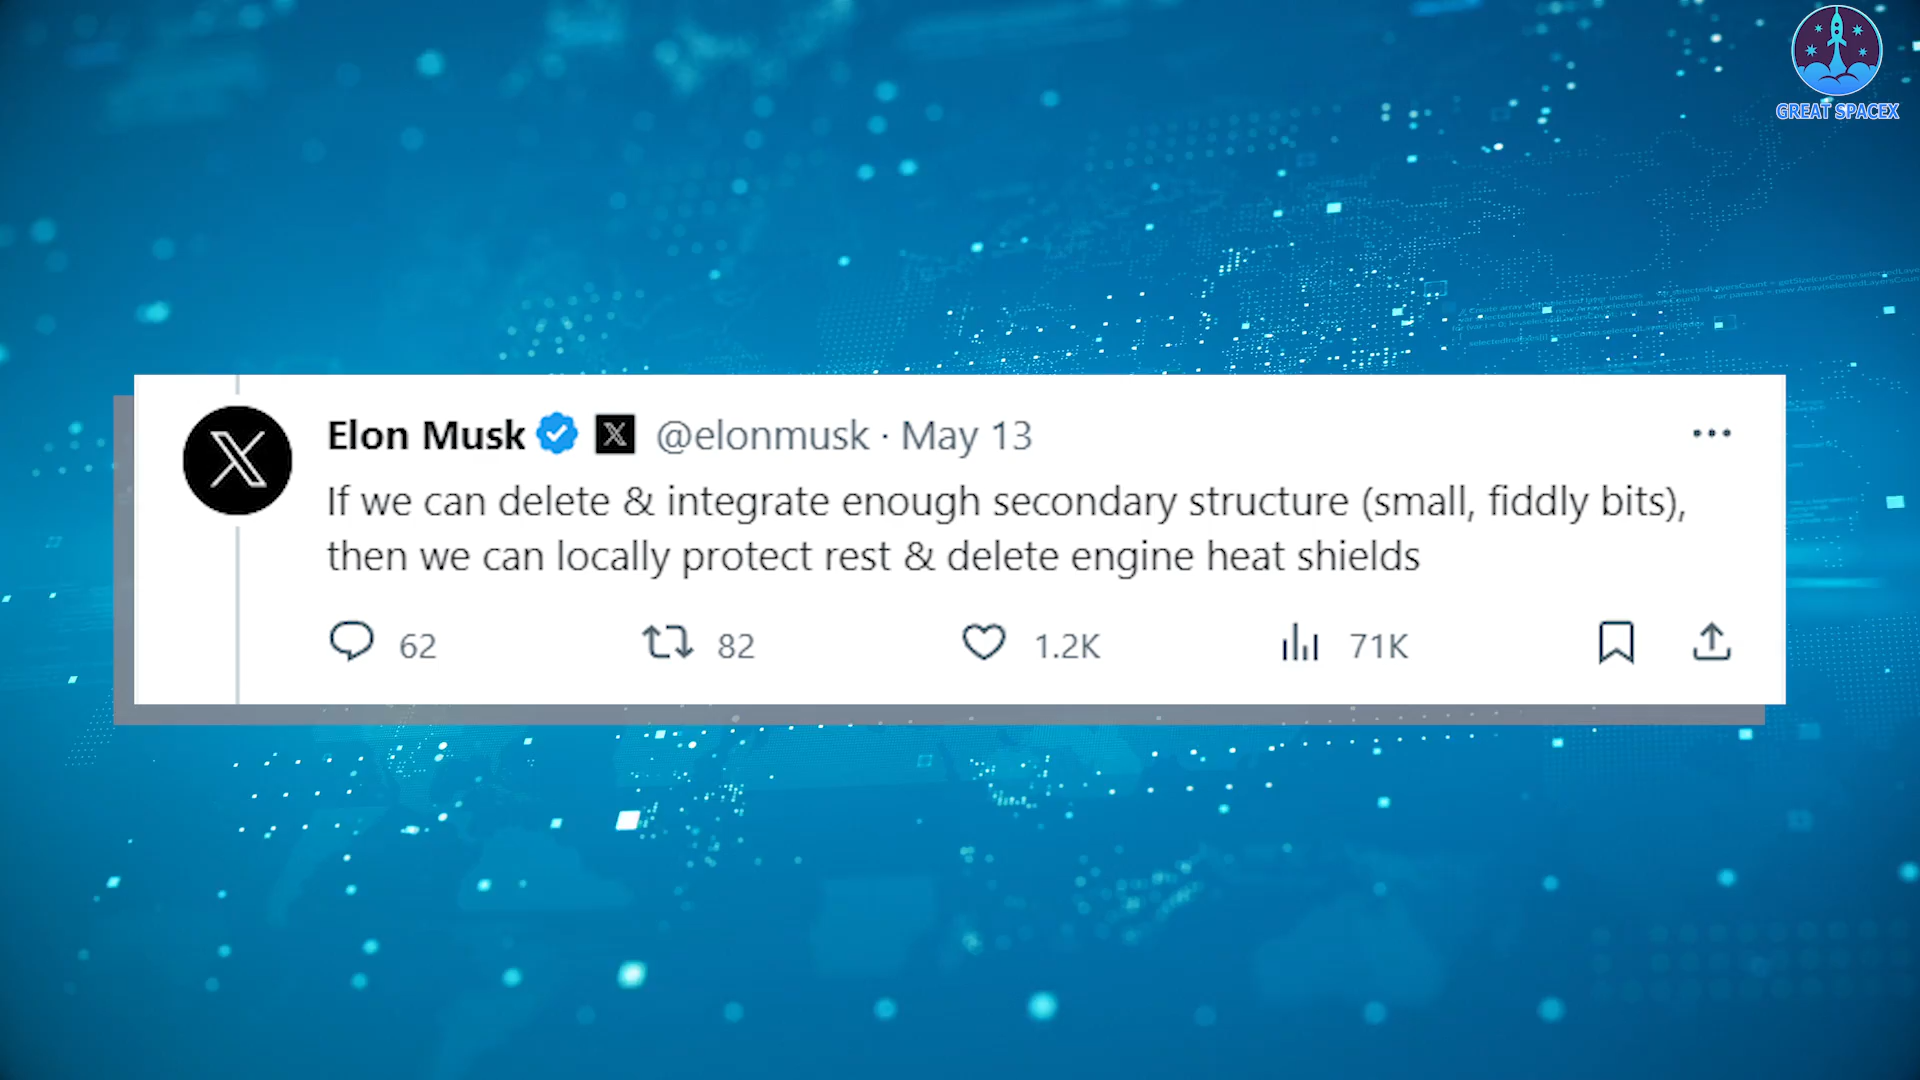 GREAT SPACEX
Elon Musk @elonmusk · May 13
If we can delete & integrate enough secondary structure (small, fiddly bits),
then we can locally protect rest & delete engine heat shields
62 82 1.2K 71K